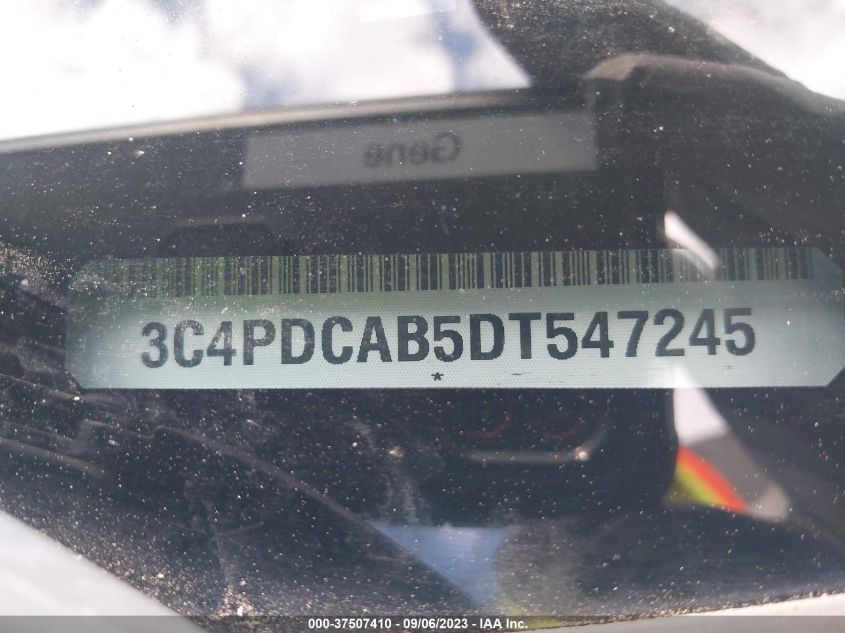 Gene
3C4PDCAB5DT547245
*
000-37507410 - 09/06/2023 - IAA Inc.